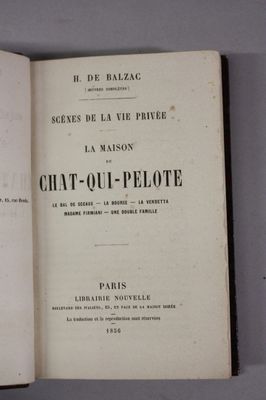 H. DE BALZAC
(ŒUVRES COMPLÈTES)
SCÈNES DE LA VIE PRIVÉE
LA MAISON
DU
CHAT-QUI-PELOTE
LE BAL DE SCEAUX — LA BOURSE — LA VENDETTA
MADAME FIRMIANI — UNE DOUBLE FAMILLE
PARIS
LIBRAIRIE NOUVELLE
BOULEVARD DES ITALIENS, 15, EN FACE DE LA MAISON DORÉE
La traduction et la reproduction sont réservées
1856